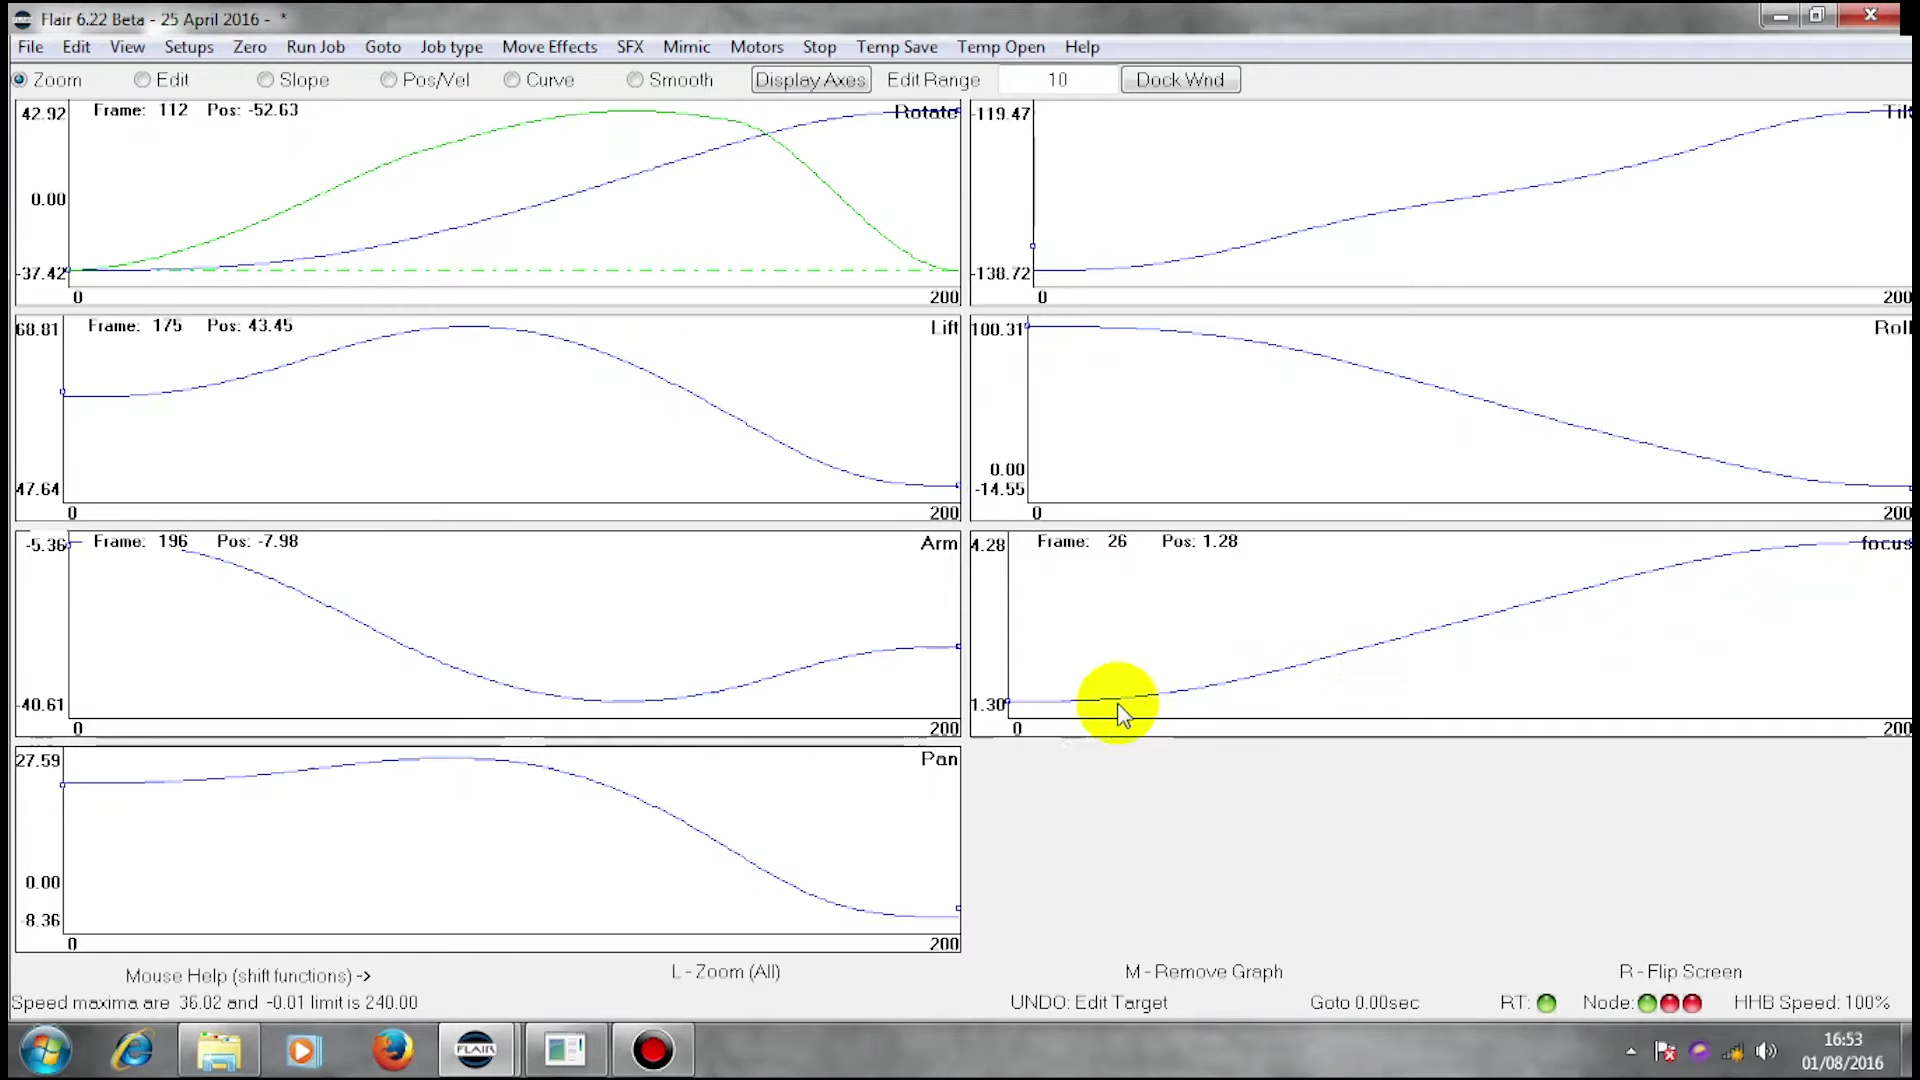 Flair 6.22 Beta - 25 April 2016 - *
File Edit View Setups Zero Run Job Goto Job type Move Effects SFX Mimic Motors Stop Temp Save Temp Open Help
Zoom Edit Slope Pos/Vel Curve Smooth Display Axes Edit Range 10 Dock Wnd
42.92 Frame: 112 Pos: -52.63 Rotate
0.00
-37.42
0 200
-119.47 Tilt
-138.72
0 200
68.81 Frame: 175 Pos: 43.45 Lift
47.64
0 200
100.31 Roll
0.00
-14.55
0 200
-5.36 Frame: 196 Pos: -7.98 Arm
-40.61
0 200
4.28 Frame: 26 Pos: 1.28 focus
1.30
0 200
27.59 Pan
0.00
-8.36
0 200
Mouse Help (shift functions) -> L - Zoom (All) M - Remove Graph R - Flip Screen
Speed maxima are 36.02 and -0.01 limit is 240.00 UNDO: Edit Target Goto 0.00sec RT: Node: HHB Speed: 100%
FLAIR
16:53
01/08/2016